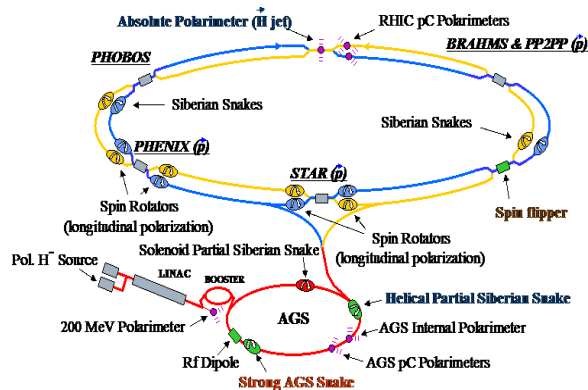 Absolute Polarimeter (H jet)
RHIC pC Polarimeters
BRAHMS & PP2PP (p)
PHOBOS
Siberian Snakes
Siberian Snakes
PHENIX (p)
STAR (p)
Spin Rotators
(longitudinal polarization)
Spin flipper
Spin Rotators
(longitudinal polarization)
Solenoid Partial Siberian Snake
Pol. H⁻ Source
LINAC
BOOSTER
AGS
Helical Partial Siberian Snake
200 MeV Polarimeter
AGS Internal Polarimeter
Rf Dipole
AGS pC Polarimeters
Strong AGS Snake